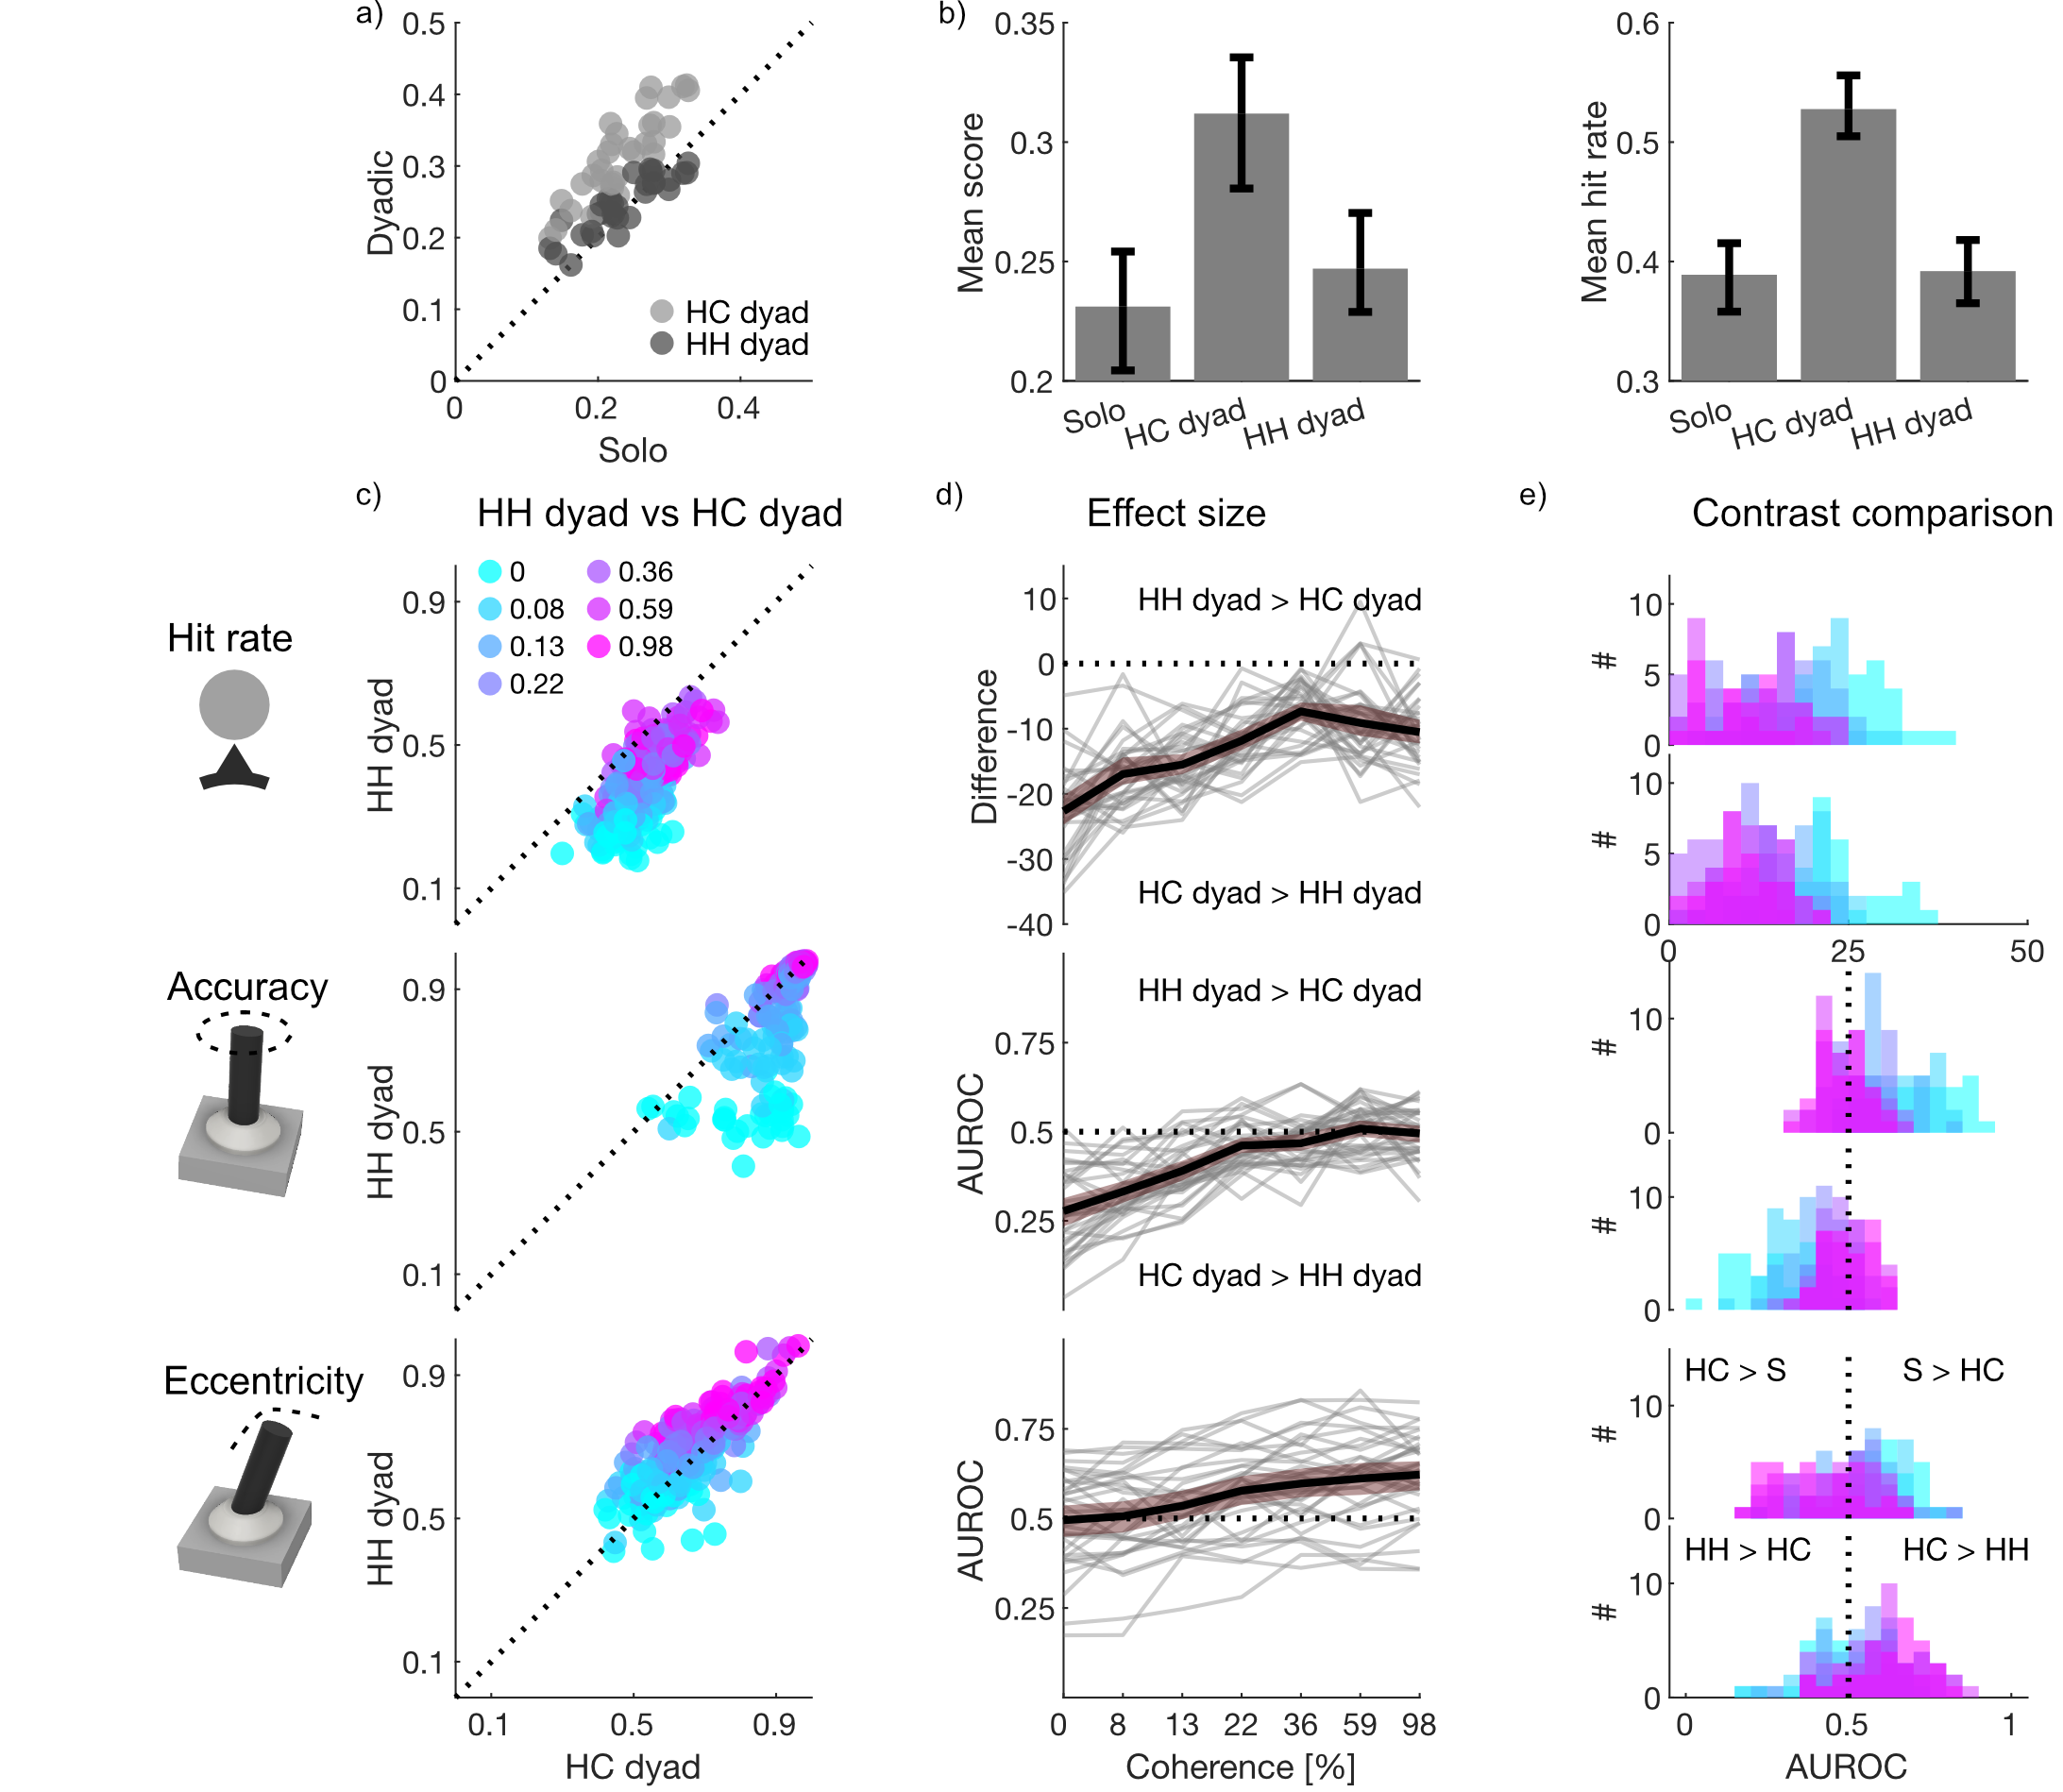 a)
0.5
0.4
0.3
0.2
0.1
0
Dyadic
HC dyad
HH dyad
0
0.2
0.4
Solo
b)
0.35
0.3
0.25
0.2
Mean score
Solo
HC dyad
HH dyad
0.6
0.5
0.4
0.3
Mean hit rate
Solo
HC dyad
HH dyad
c)
HH dyad vs HC dyad
0
0.08
0.13
0.22
0.36
0.59
0.98
Hit rate
0.9
0.5
0.1
HH dyad
Accuracy
0.9
0.5
0.1
HH dyad
Eccentricity
0.9
0.5
0.1
HH dyad
0.1
0.5
0.9
HC dyad
d)
Effect size
10
0
-10
-20
-30
-40
Difference
HH dyad > HC dyad
HC dyad > HH dyad
0.75
0.5
0.25
AUROC
HH dyad > HC dyad
HC dyad > HH dyad
0.75
0.5
0.25
AUROC
0
8
13
22
36
59
98
Coherence [%]
e)
Contrast comparison
10
5
0
#
10
5
0
#
0
25
50
10
0
#
10
0
#
HC > S
S > HC
10
0
#
HH > HC
HC > HH
10
0
#
0
0.5
1
AUROC